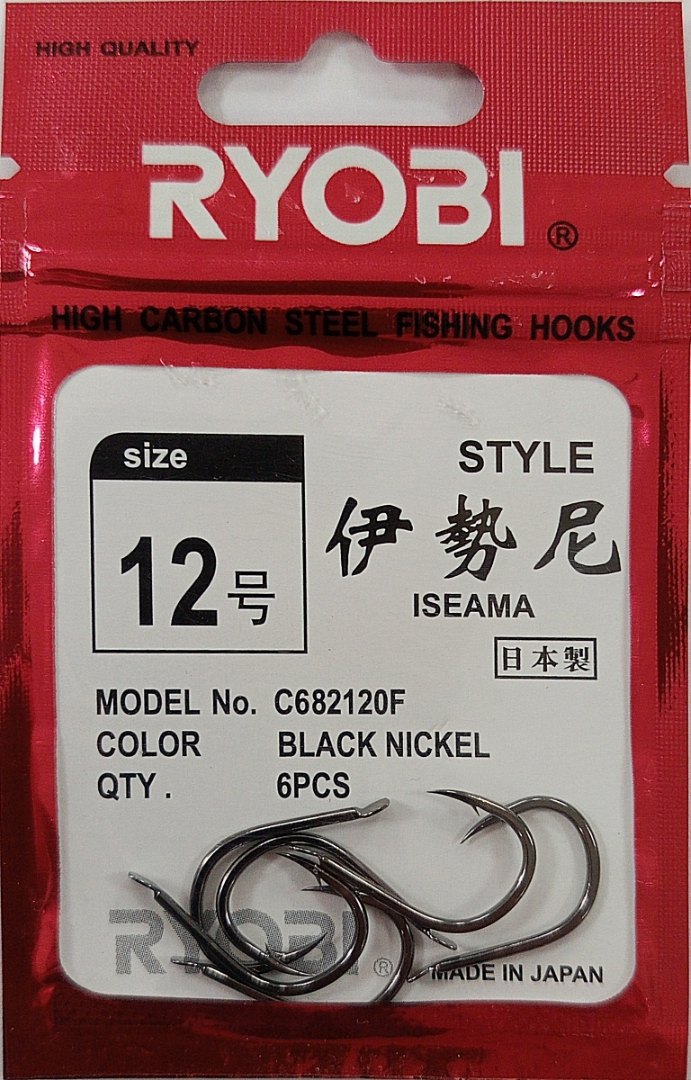 HIGH QUALITY
RYOBI®
HIGH CARBON STEEL FISHING HOOKS
size
12号
STYLE
伊勢尼
ISEAMA
日本製
MODEL No. C682120F
COLOR BLACK NICKEL
QTY . 6PCS
RYOBI®
MADE IN JAPAN